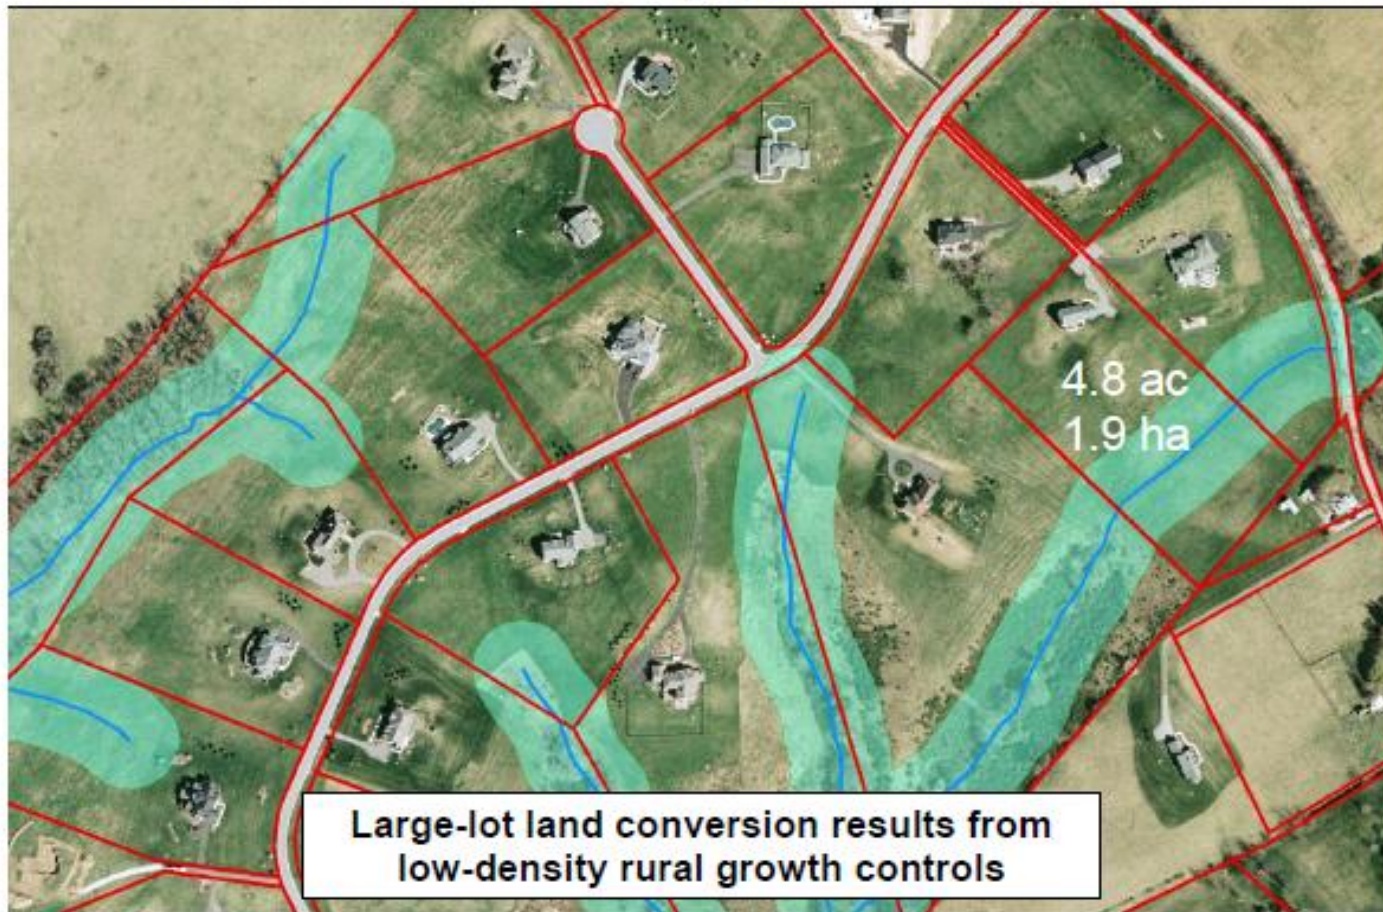 4.8 ac
1.9 ha
Large-lot land conversion results from
low-density rural growth controls